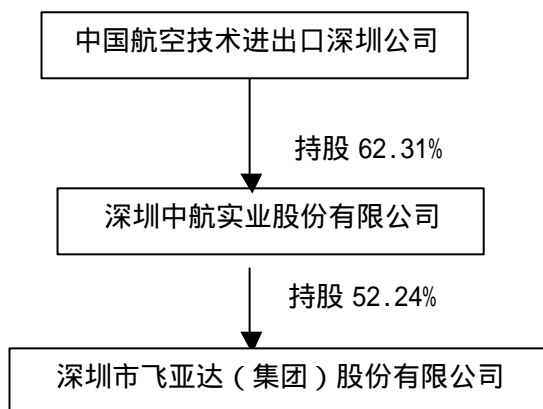 中国航空技术进出口深圳公司
持股 62.31%
深圳中航实业股份有限公司
持股 52.24%
深圳市飞亚达（集团）股份有限公司